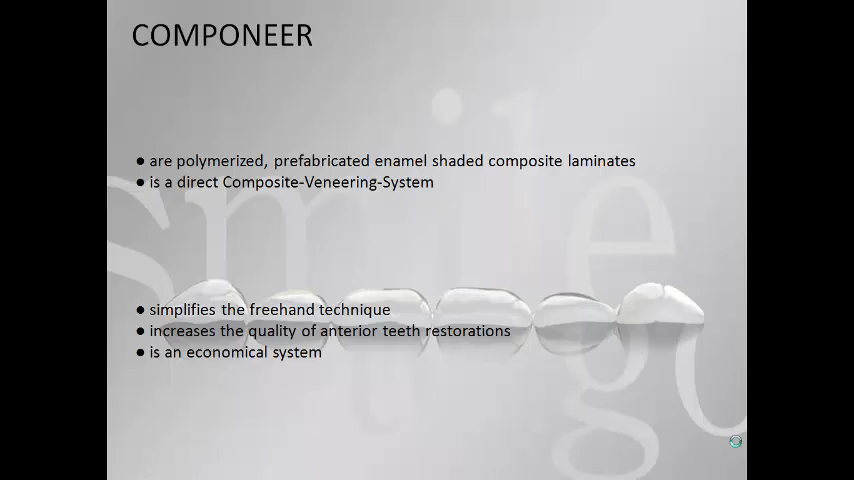 COMPONEER
● are polymerized, prefabricated enamel shaded composite laminates
● is a direct Composite-Veneering-System
smile
● simplifies the freehand technique
● increases the quality of anterior teeth restorations
● is an economical system